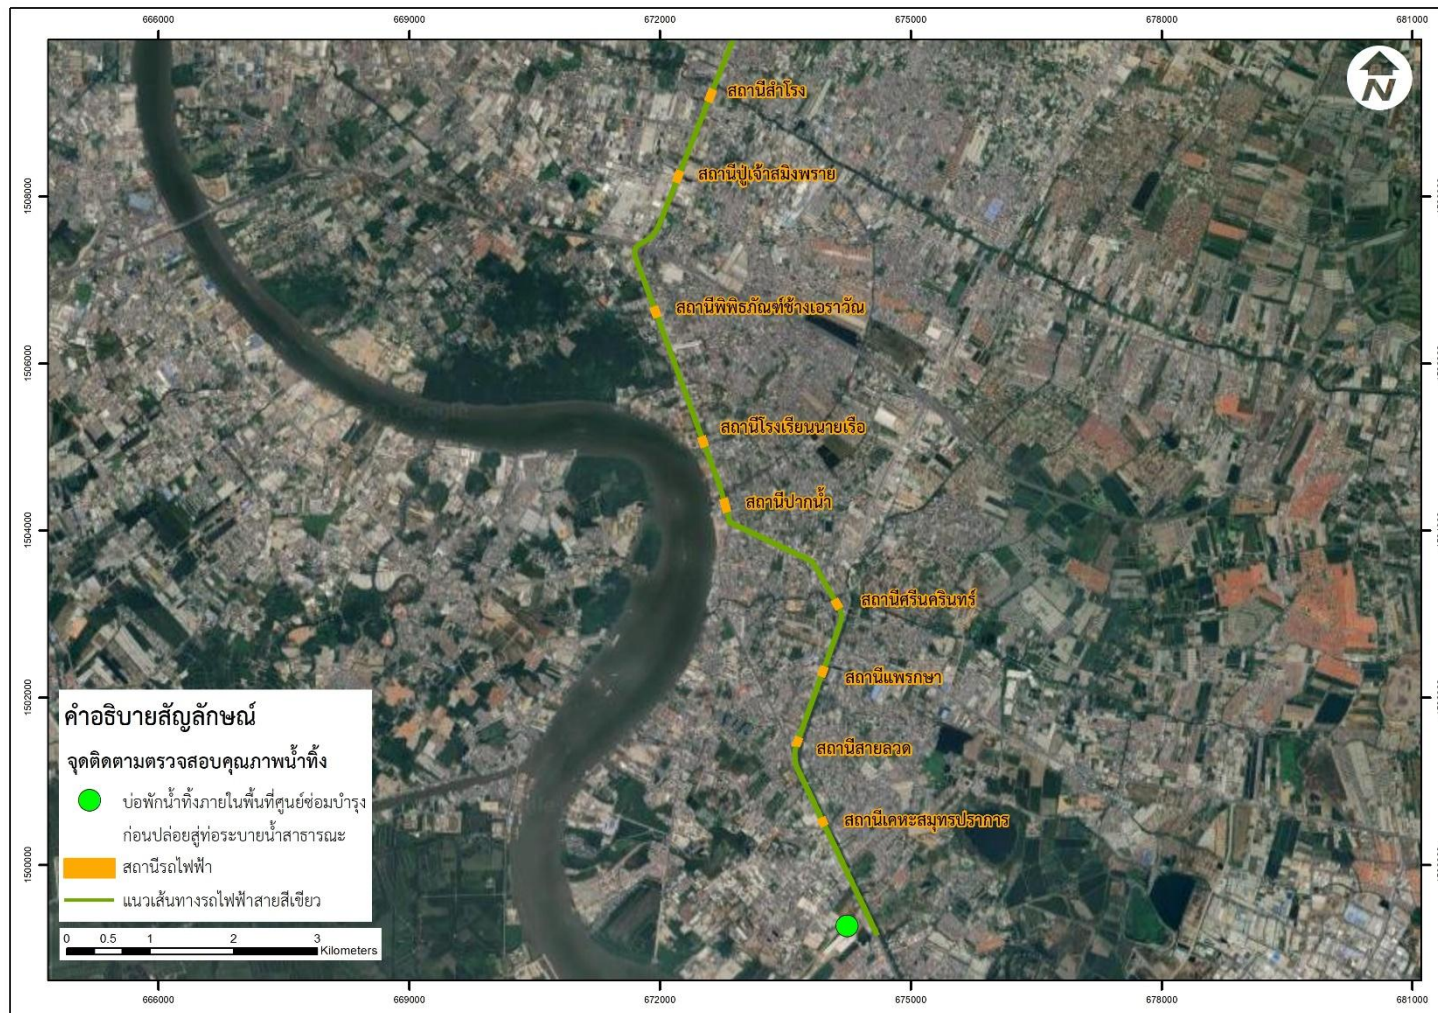 666000 669000 672000 675000 678000 681000
N
สถานีสำโรง
สถานีปู่เจ้าสมิงพราย
1508000
สถานีพิพิธภัณฑ์ช้างเอราวัณ
1506000
สถานีโรงเรียนนายเรือ
สถานีปากน้ำ
1504000
สถานีศรีนครินทร์
สถานีแพรกษา
1502000
สถานีสายลวด
สถานีเคหะสมุทรปราการ
1500000
คำอธิบายสัญลักษณ์
จุดติดตามตรวจสอบคุณภาพน้ำทิ้ง
บ่อพักน้ำทิ้งภายในพื้นที่ศูนย์ซ่อมบำรุง
ก่อนปล่อยสู่ท่อระบายน้ำสาธารณะ
สถานีรถไฟฟ้า
แนวเส้นทางรถไฟฟ้าสายสีเขียว
0 0.5 1 2 3
Kilometers
666000 669000 672000 675000 678000 681000